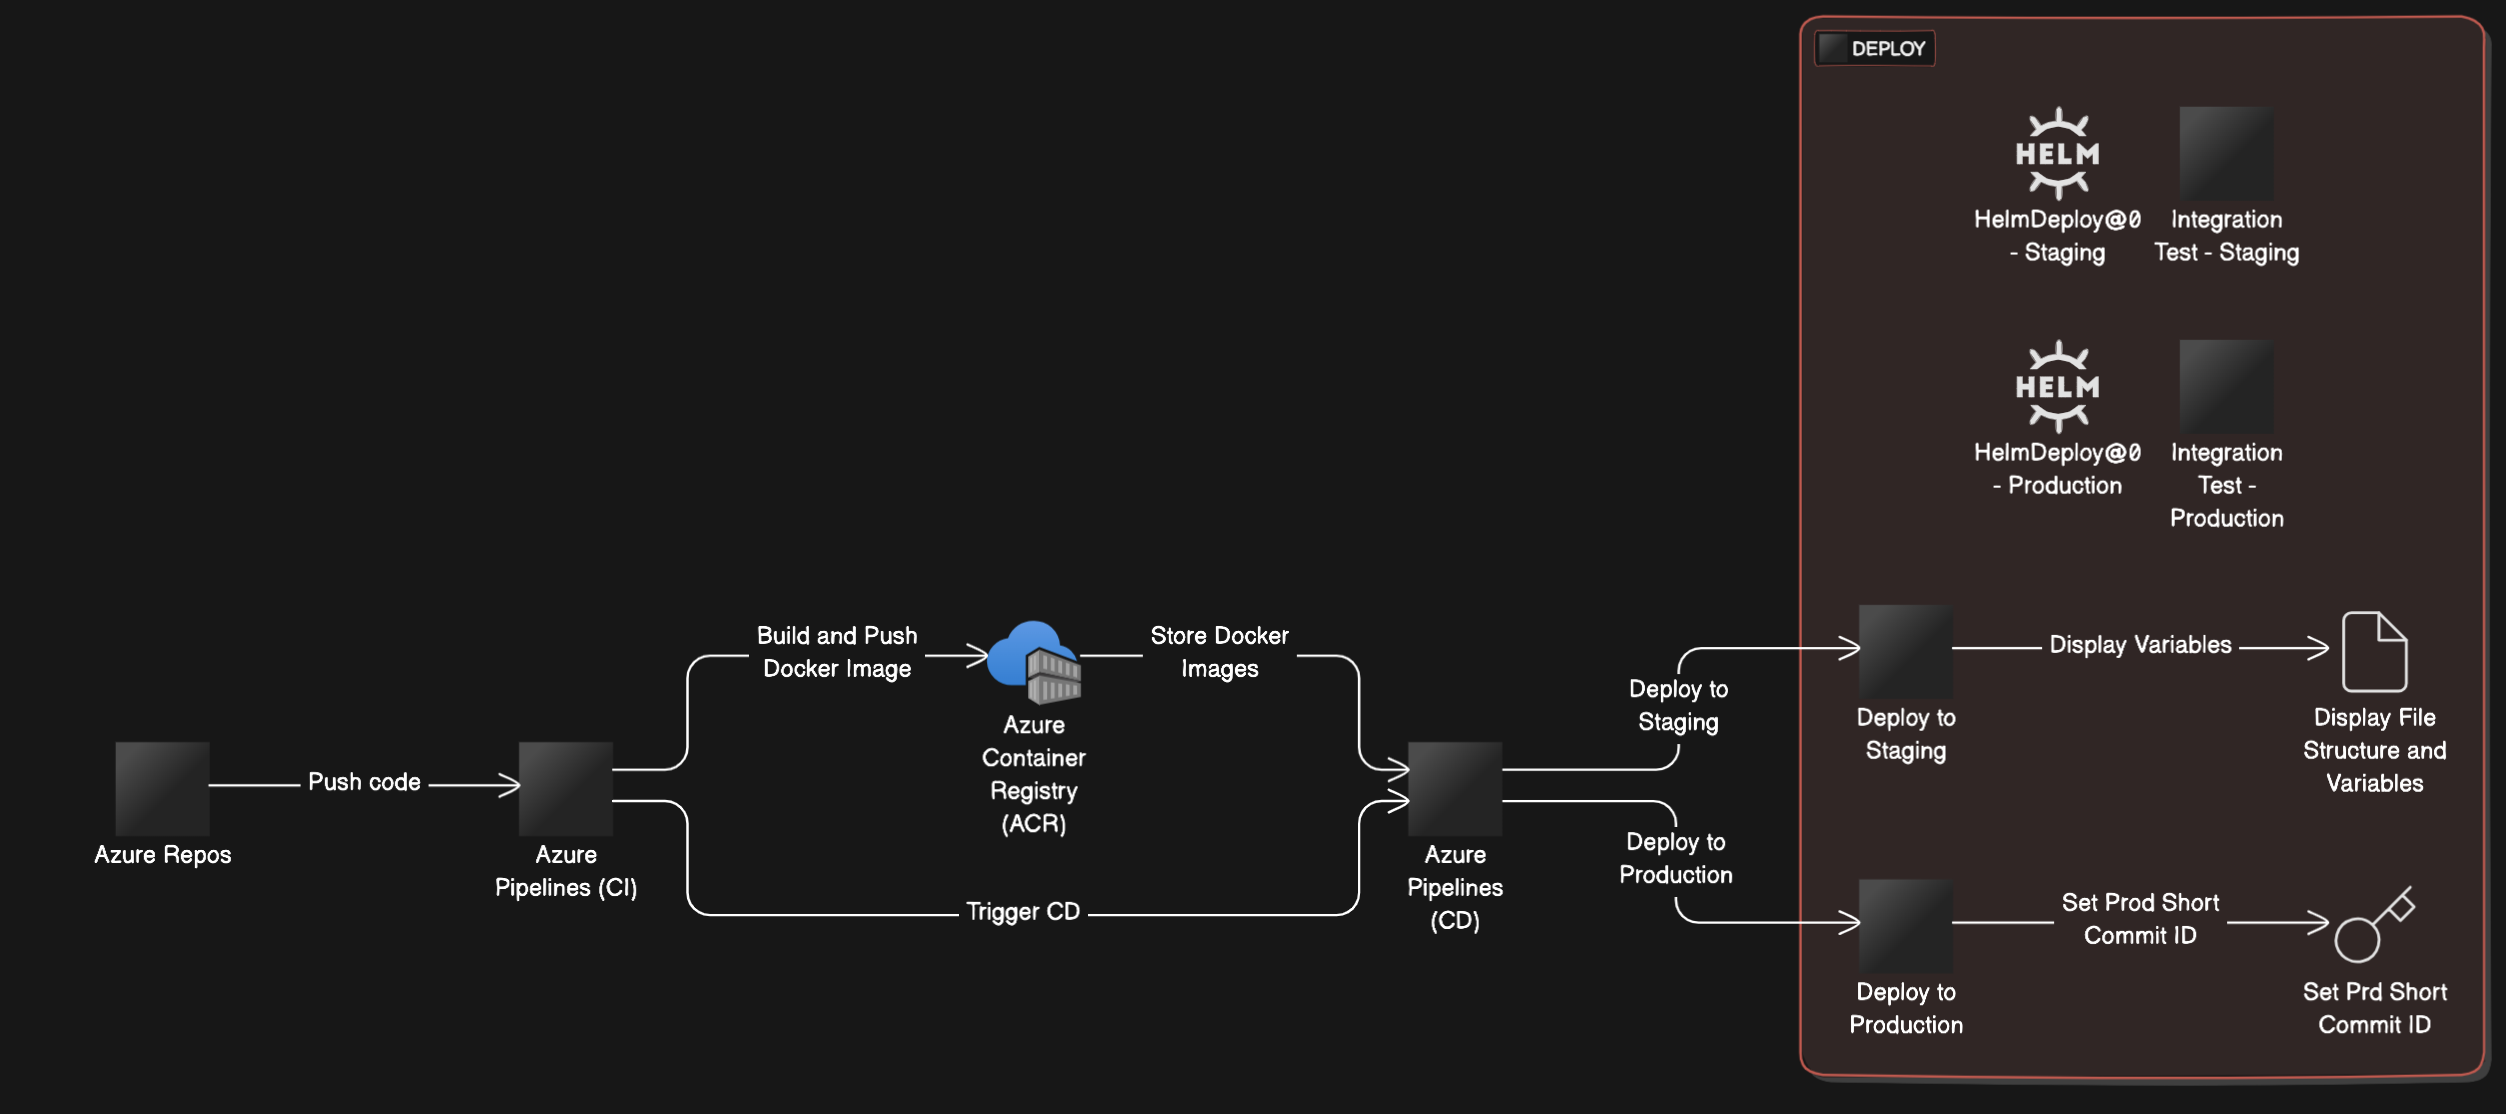 DEPLOY
HELM
HelmDeploy@0
- Staging
Integration
Test - Staging
HELM
HelmDeploy@0
- Production
Integration
Test -
Production
Azure Repos
Push code
Azure
Pipelines (CI)
Build and Push
Docker Image
Azure
Container
Registry
(ACR)
Store Docker
Images
Trigger CD
Azure
Pipelines
(CD)
Deploy to
Staging
Deploy to
Production
Deploy to
Staging
Display Variables
Display File
Structure and
Variables
Deploy to
Production
Set Prod Short
Commit ID
Set Prd Short
Commit ID